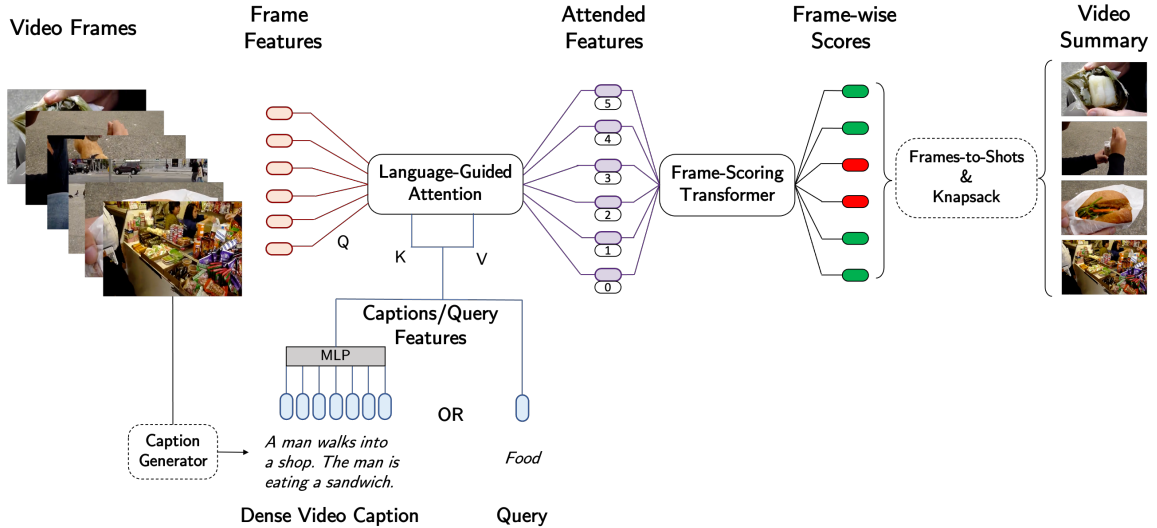 Video Frames
Frame
Features
Attended
Features
Frame-wise
Scores
Video
Summary
5
4
3
2
1
0
Language-Guided
Attention
Frame-Scoring
Transformer
Frames-to-Shots
&
Knapsack
Q
K
V
Captions/Query
Features
MLP
OR
Caption
Generator
A man walks into
a shop. The man is
eating a sandwich.
Food
Dense Video Caption
Query